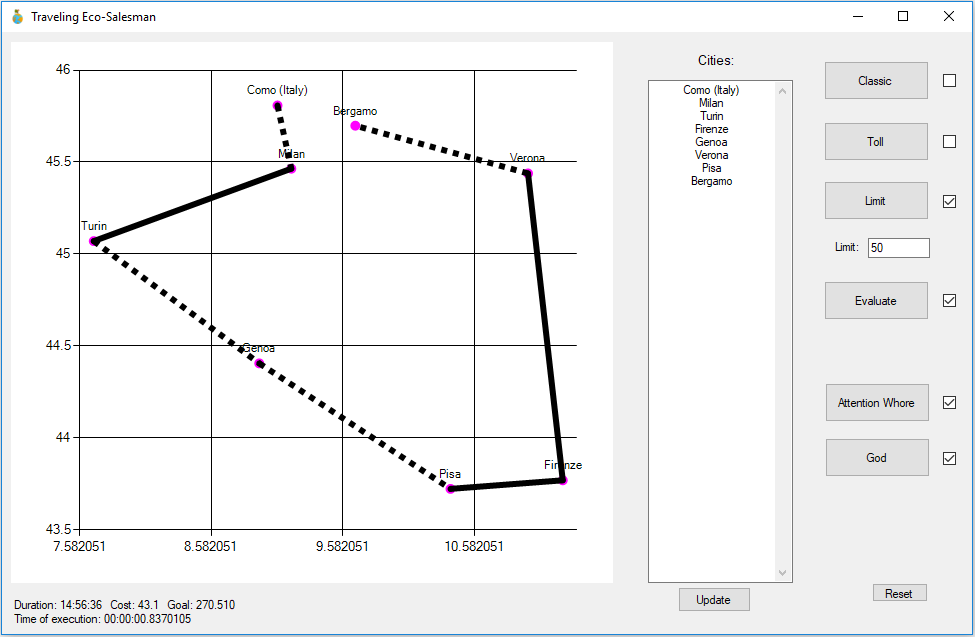 Traveling Eco-Salesman
46
45.5
45
44.5
44
43.5
7.582051
8.582051
9.582051
10.582051
Como (Italy)
Bergamo
Milan
Verona
Turin
Genoa
Pisa
Firenze
Cities:
Como (Italy)
Milan
Turin
Firenze
Genoa
Verona
Pisa
Bergamo
Update
Classic
Toll
Limit
Limit: 50
Evaluate
Attention Whore
God
Reset
Duration: 14:56:36 Cost: 43.1 Goal: 270.510
Time of execution: 00:00:00.8370105